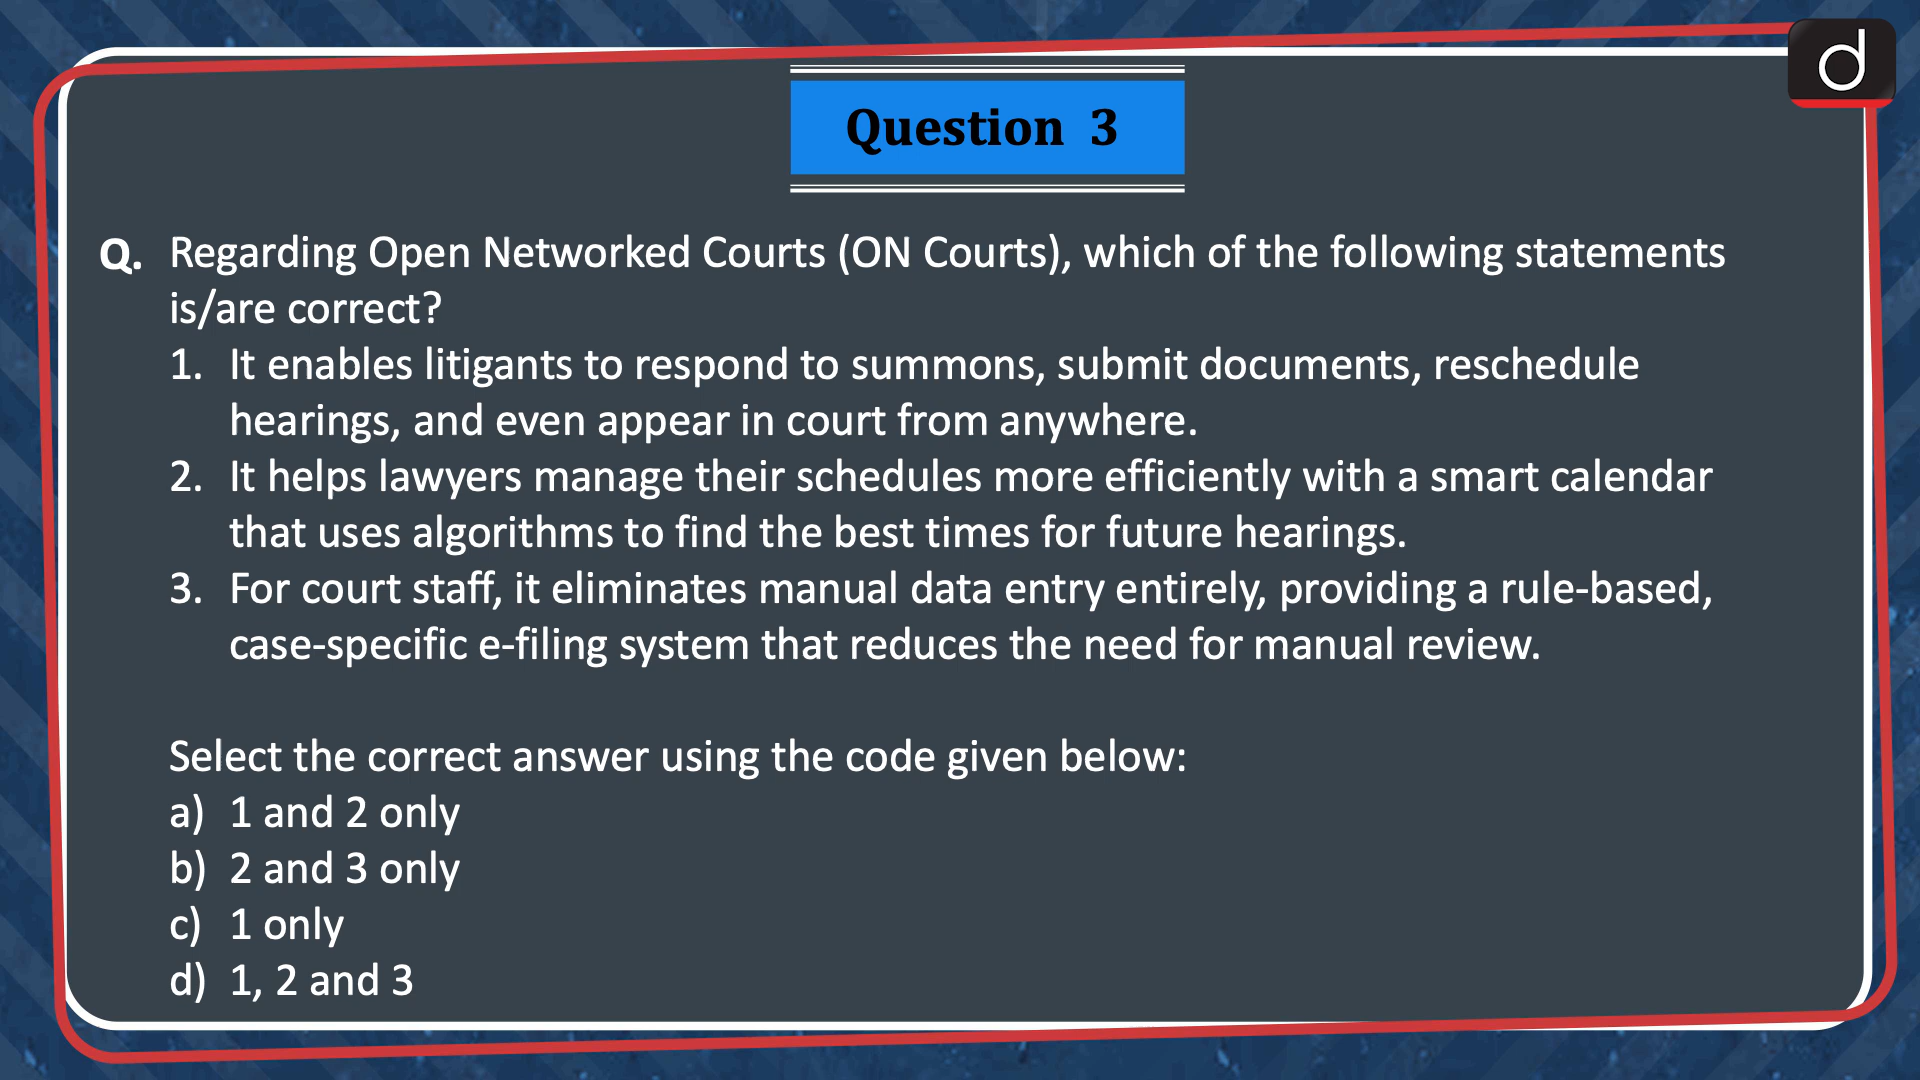 Question 3
Q. Regarding Open Networked Courts (ON Courts), which of the following statements
is/are correct?
1. It enables litigants to respond to summons, submit documents, reschedule
hearings, and even appear in court from anywhere.
2. It helps lawyers manage their schedules more efficiently with a smart calendar
that uses algorithms to find the best times for future hearings.
3. For court staff, it eliminates manual data entry entirely, providing a rule-based,
case-specific e-filing system that reduces the need for manual review.
Select the correct answer using the code given below:
a) 1 and 2 only
b) 2 and 3 only
c) 1 only
d) 1, 2 and 3
d